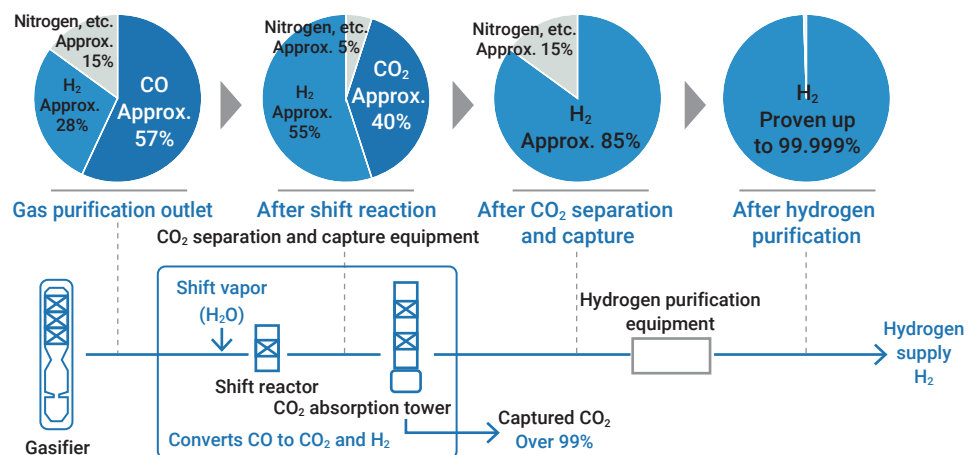 Nitrogen, etc.
Approx.
15%
H₂
Approx.
28%
CO
Approx.
57%
Nitrogen, etc.
Approx. 5%
H₂
Approx.
55%
CO₂
Approx.
40%
Nitrogen, etc.
Approx. 15%
H₂
Approx. 85%
H₂
Proven up
to 99.999%
Gas purification outlet
After shift reaction
After CO₂ separation
and capture
After hydrogen
purification
CO₂ separation and capture equipment
Shift vapor
(H₂O)
Shift reactor
CO₂ absorption tower
Converts CO to CO₂ and H₂
Captured CO₂
Over 99%
Hydrogen purification
equipment
Hydrogen
supply
H₂
Gasifier